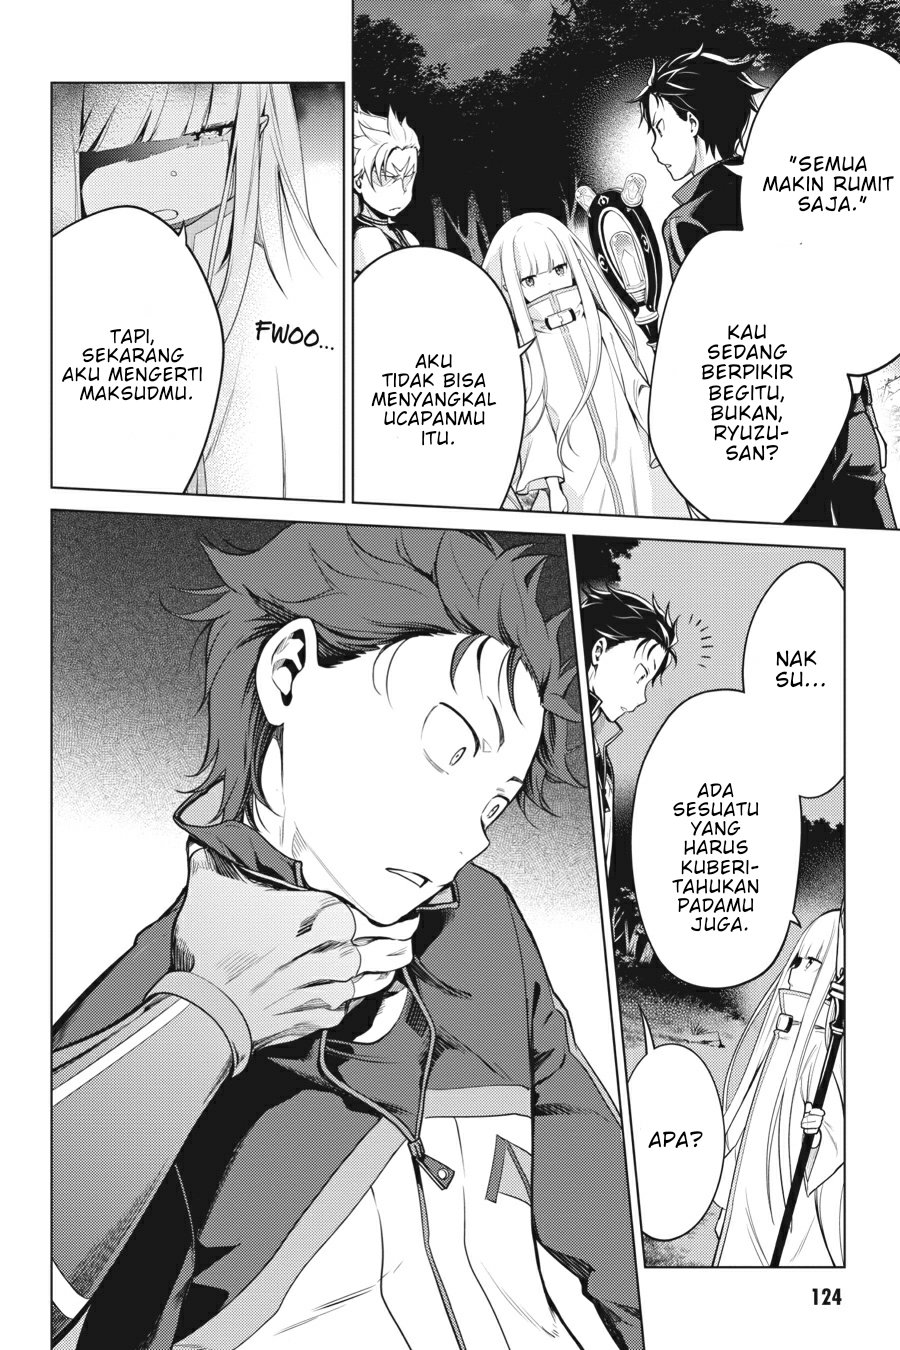 "SEMUA
MAKIN RUMIT
SAJA."
KAU
SEDANG
BERPIKIR
BEGITU,
BUKAN,
RYUZU-
SAN?
AKU
TIDAK BISA
MENYANGKAL
UCAPANMU
ITU.
FWOO...
TAPI,
SEKARANG
AKU MENGERTI
MAKSUDMU.
NAK
SU...
ADA
SESUATU
YANG
HARUS
KUBERI-
TAHUKAN
PADAMU
JUGA.
APA?
124